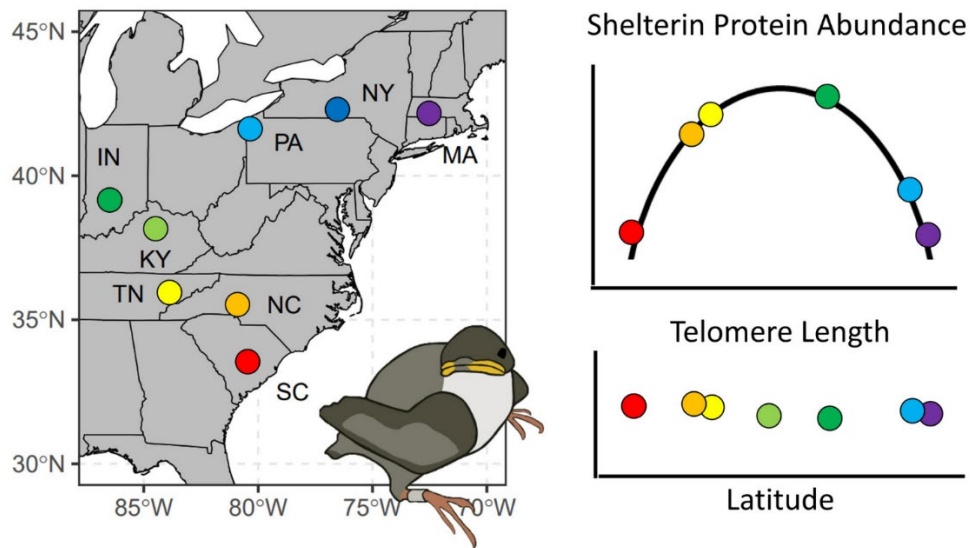 45°N
40°N
35°N
30°N
85°W
80°W
75°W
70°W
NY
PA
MA
IN
KY
TN
NC
SC
Shelterin Protein Abundance
Telomere Length
Latitude